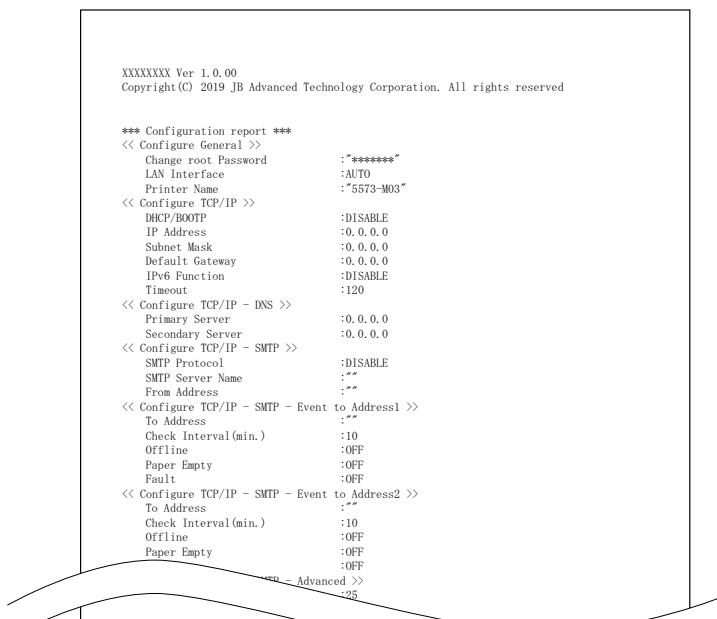 XXXXXXXX Ver 1.0.00
Copyright(C) 2019 JB Advanced Technology Corporation. All rights reserved
*** Configuration report ***
<< Configure General >>
Change root Password :"*******"
LAN Interface :AUTO
Printer Name :"5573-M03"
<< Configure TCP/IP >>
DHCP/BOOTP :DISABLE
IP Address :0.0.0.0
Subnet Mask :0.0.0.0
Default Gateway :0.0.0.0
IPv6 Function :DISABLE
Timeout :120
<< Configure TCP/IP - DNS >>
Primary Server :0.0.0.0
Secondary Server :0.0.0.0
<< Configure TCP/IP - SMTP >>
SMTP Protocol :DISABLE
SMTP Server Name :""
From Address :""
<< Configure TCP/IP - SMTP - Event to Address1 >>
To Address :""
Check Interval(min.) :10
Offline :OFF
Paper Empty :OFF
Fault :OFF
<< Configure TCP/IP - SMTP - Event to Address2 >>
To Address :""
Check Interval(min.) :10
Offline :OFF
Paper Empty :OFF
:OFF
- Advanced >>
:25